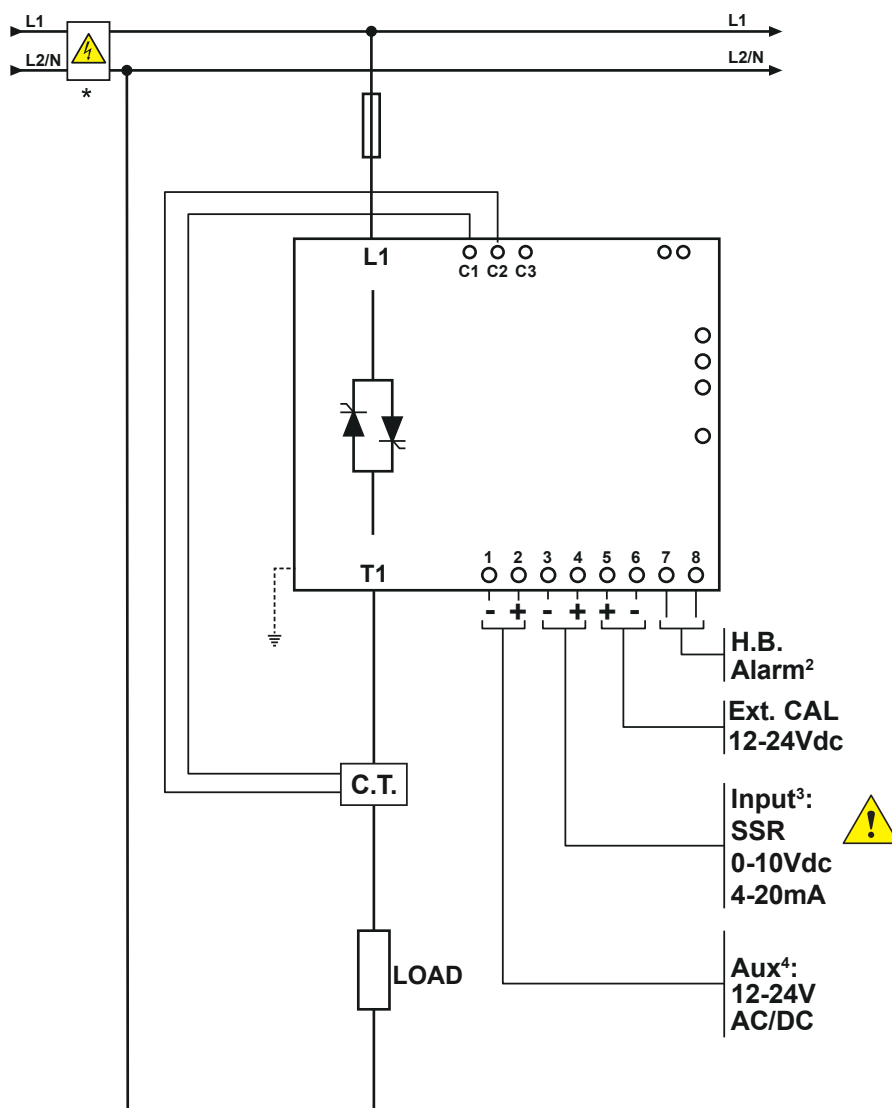 L1 L1
L2/N L2/N
*
L1
C1 C2 C3
T1
1 2 3 4 5 6 7 8
- + - + + -
H.B.
Alarm²
Ext. CAL
12-24Vdc
C.T.
Input³:
SSR
0-10Vdc
4-20mA
!
LOAD
Aux⁴:
12-24V
AC/DC